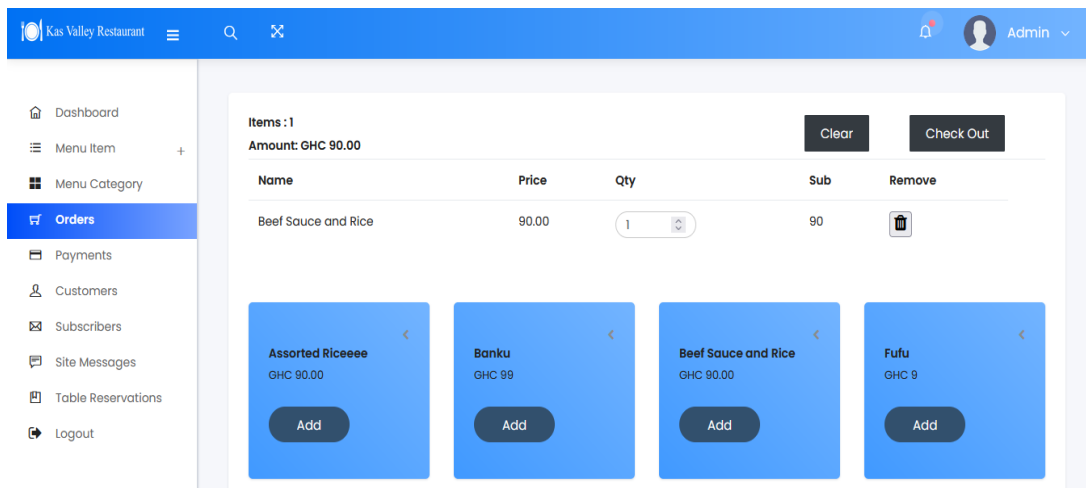 Kas Valley Restaurant
Admin
Dashboard
Menu Item +
Menu Category
Orders
Payments
Customers
Subscribers
Site Messages
Table Reservations
Logout
Items : 1
Amount: GHC 90.00
Clear Check Out
Name Price Qty Sub Remove
Beef Sauce and Rice 90.00 1 90
Assorted Riceeee
GHC 90.00
Add
Banku
GHC 99
Add
Beef Sauce and Rice
GHC 90.00
Add
Fufu
GHC 9
Add